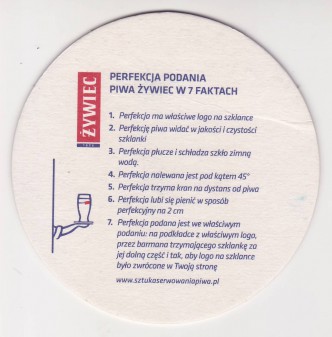 PERFEKCJA PODANIA
PIWA ŻYWIEC W 7 FAKTACH
ŻYWIEC
1. Perfekcja ma właściwe logo na szklance
2. Perfekcję piwa widać w jakości i czystości
szklanki
3. Perfekcja płucze i schładza szkło zimną
wodą.
4. Perfekcja nalewana jest pod kątem 45°
5. Perfekcja trzyma kran na dystans od piwa
6. Perfekcja lubi się pienić w sposób
perfekcyjny na 2 cm
7. Perfekcja podana jest we właściwym
podaniu: na podkładce z właściwym logo,
przez barmana trzymającego szklankę za
jej dolną część i tak, aby logo na szklance
było zwrócone w Twoją stronę
www.sztukaserwowaniapiwa.pl